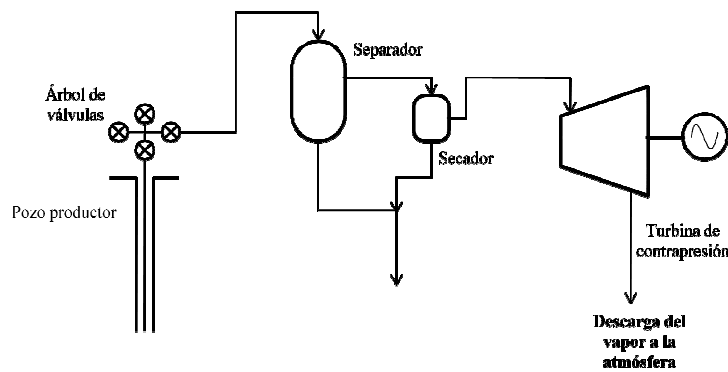 Separador
Árbol de
válvulas
Secador
Pozo productor
Turbina de
contrapresión
Descarga del
vapor a la
atmósfera